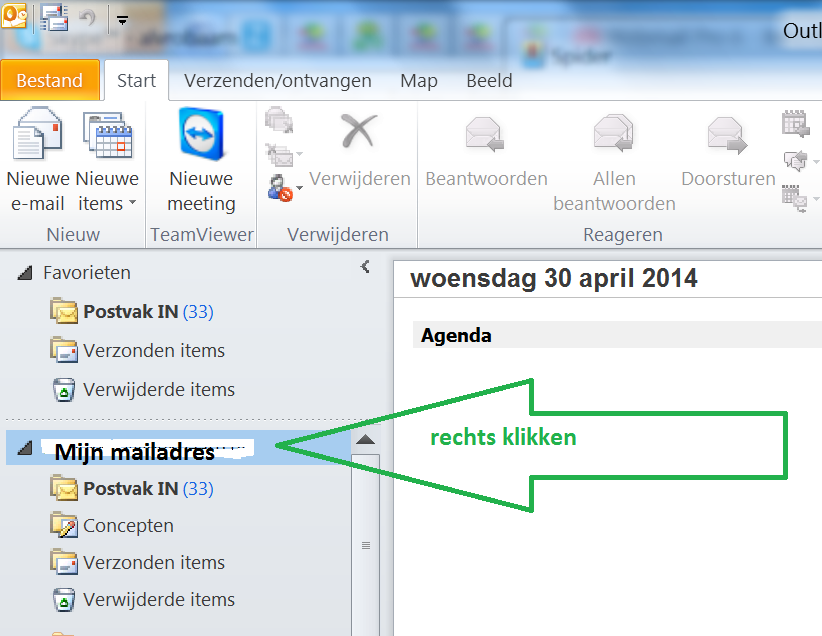 Outl
Spider
Bestand
Start
Verzenden/ontvangen
Map
Beeld
Nieuwe e-mail
Nieuwe items
Nieuwe meeting
Verwijderen
Beantwoorden
Allen beantwoorden
Doorsturen
Nieuw
TeamViewer
Verwijderen
Reageren
Favorieten
Postvak IN (33)
Verzonden items
Verwijderde items
woensdag 30 april 2014
Agenda
Mijn mailadres
rechts klikken
Postvak IN (33)
Concepten
Verzonden items
Verwijderde items